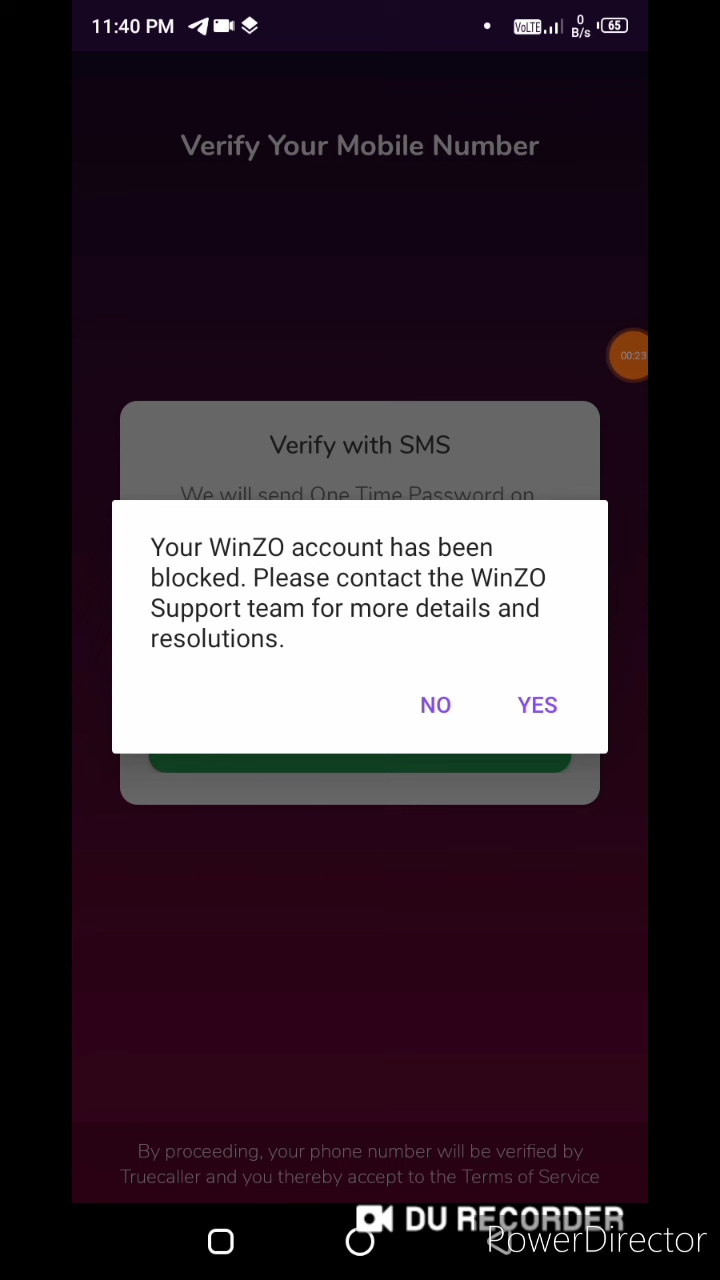 11:40 PM VoLTE 0 B/s 65
Verify Your Mobile Number
00:23
Verify with SMS
We will send One Time Password on
Your WinZO account has been
blocked. Please contact the WinZO
Support team for more details and
resolutions.
NO YES
By proceeding, your phone number will be verified by
Truecaller and you thereby accept to the Terms of Service
DU RECORDER
PowerDirector